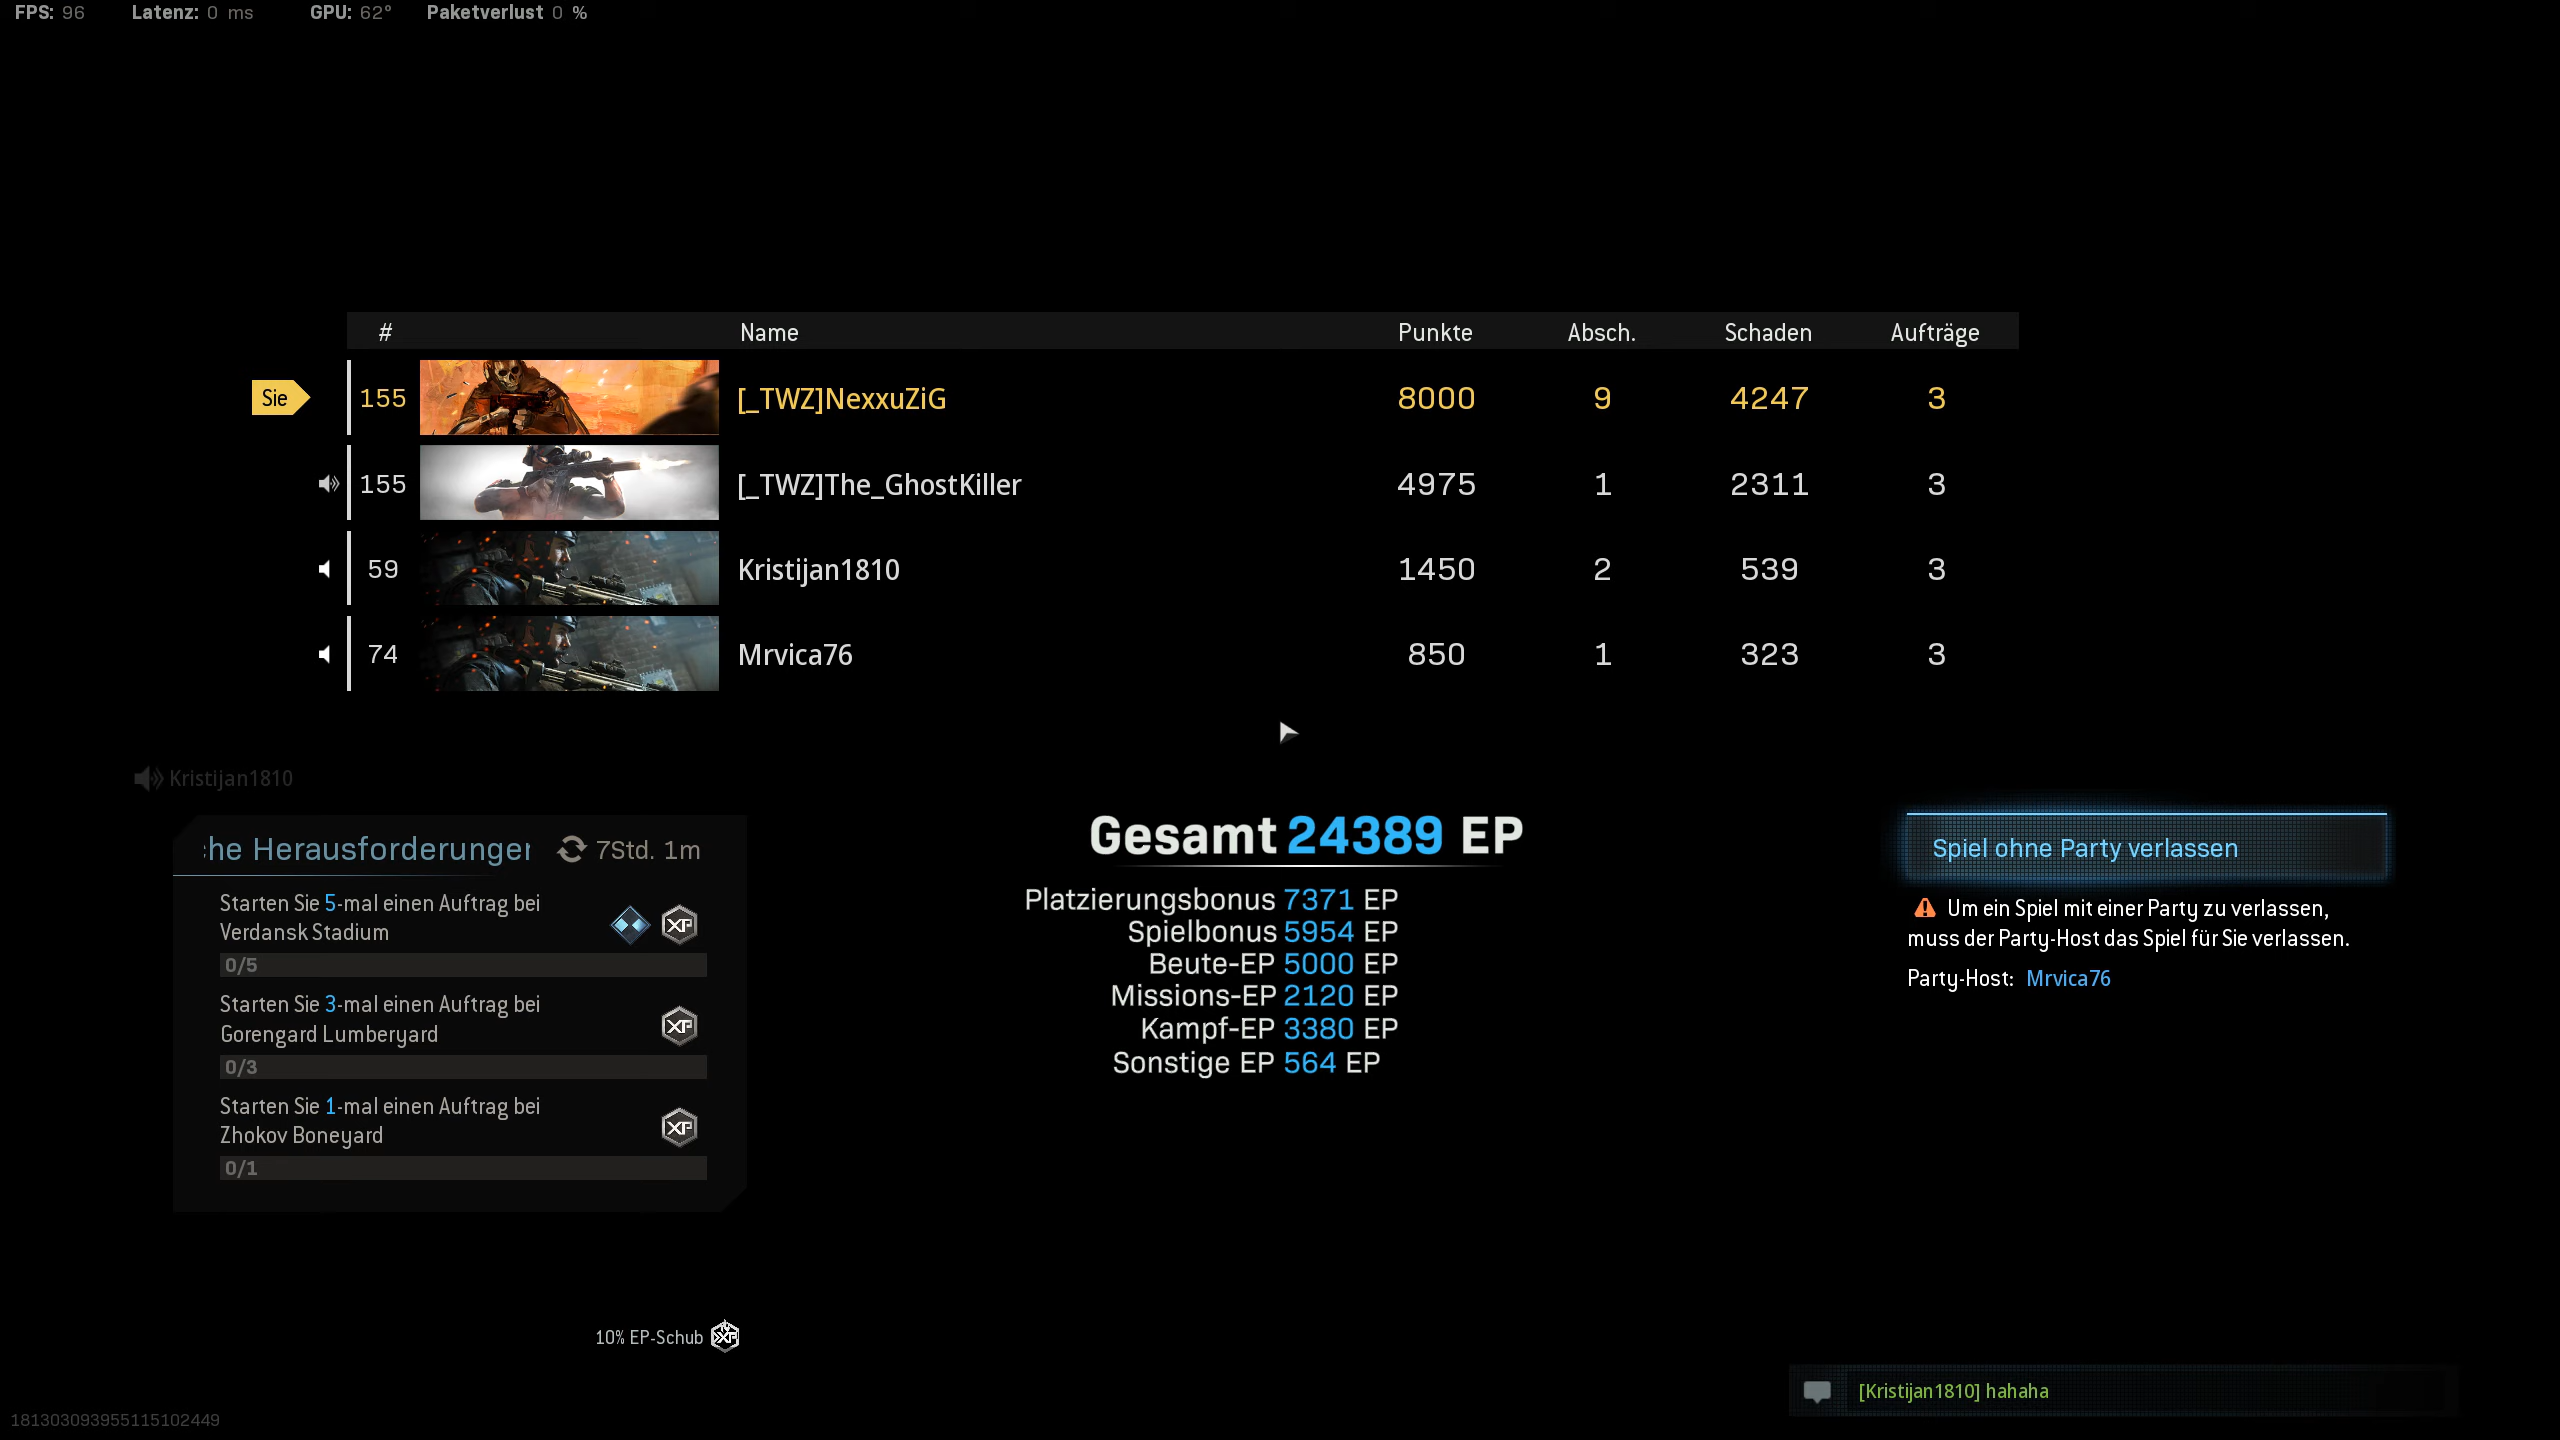 FPS: 96 Latenz: 0 ms GPU: 62° Paketverlust 0 %
# Name Punkte Absch. Schaden Aufträge
Sie 155 [_TWZ]NexxuZiG 8000 9 4247 3
155 [_TWZ]The_GhostKiller 4975 1 2311 3
59 Kristijan1810 1450 2 539 3
74 Mrvica76 850 1 323 3
Kristijan1810
:he Herausforderunger 7Std. 1m
Starten Sie 5-mal einen Auftrag bei
Verdansk Stadium
XP
0/5
Starten Sie 3-mal einen Auftrag bei
Gorengard Lumberyard
XP
0/3
Starten Sie 1-mal einen Auftrag bei
Zhokov Boneyard
XP
0/1
Gesamt 24389 EP
Platzierungsbonus 7371 EP
Spielbonus 5954 EP
Beute-EP 5000 EP
Missions-EP 2120 EP
Kampf-EP 3380 EP
Sonstige EP 564 EP
Spiel ohne Party verlassen
Um ein Spiel mit einer Party zu verlassen,
muss der Party-Host das Spiel für Sie verlassen.
Party-Host: Mrvica76
10% EP-Schub XP
[Kristijan1810] hahaha
181303093955115102449